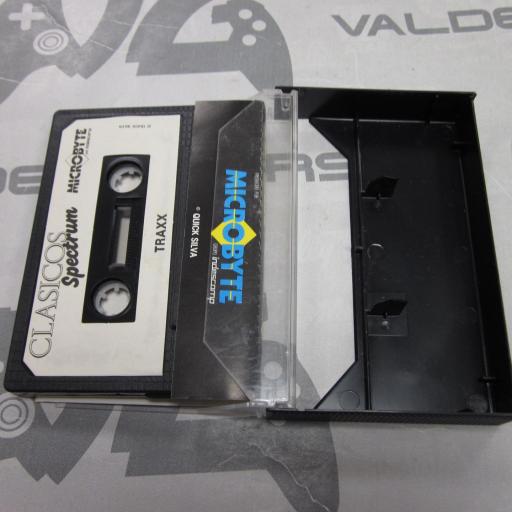 CLASICOS
Spectrum MICROBYTE
TRAXX
MICROBYTE
indescomp
© QUICK SILVA
VALDE